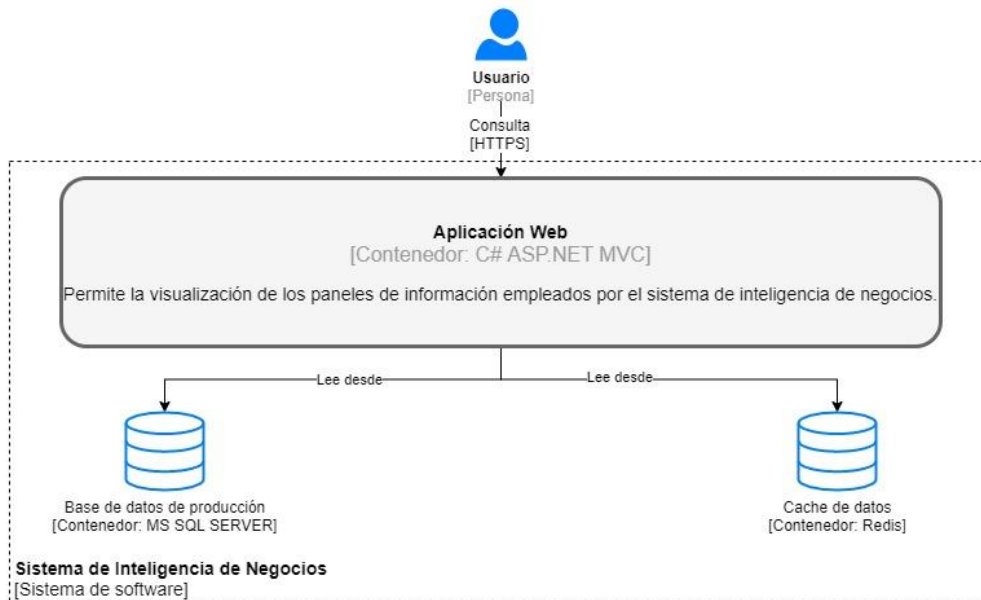 Usuario
[Persona]
Consulta
[HTTPS]
Aplicación Web
[Contenedor: C# ASP.NET MVC]
Permite la visualización de los paneles de información empleados por el sistema de inteligencia de negocios.
Lee desde
Lee desde
Base de datos de producción
[Contenedor: MS SQL SERVER]
Cache de datos
[Contenedor: Redis]
Sistema de Inteligencia de Negocios
[Sistema de software]